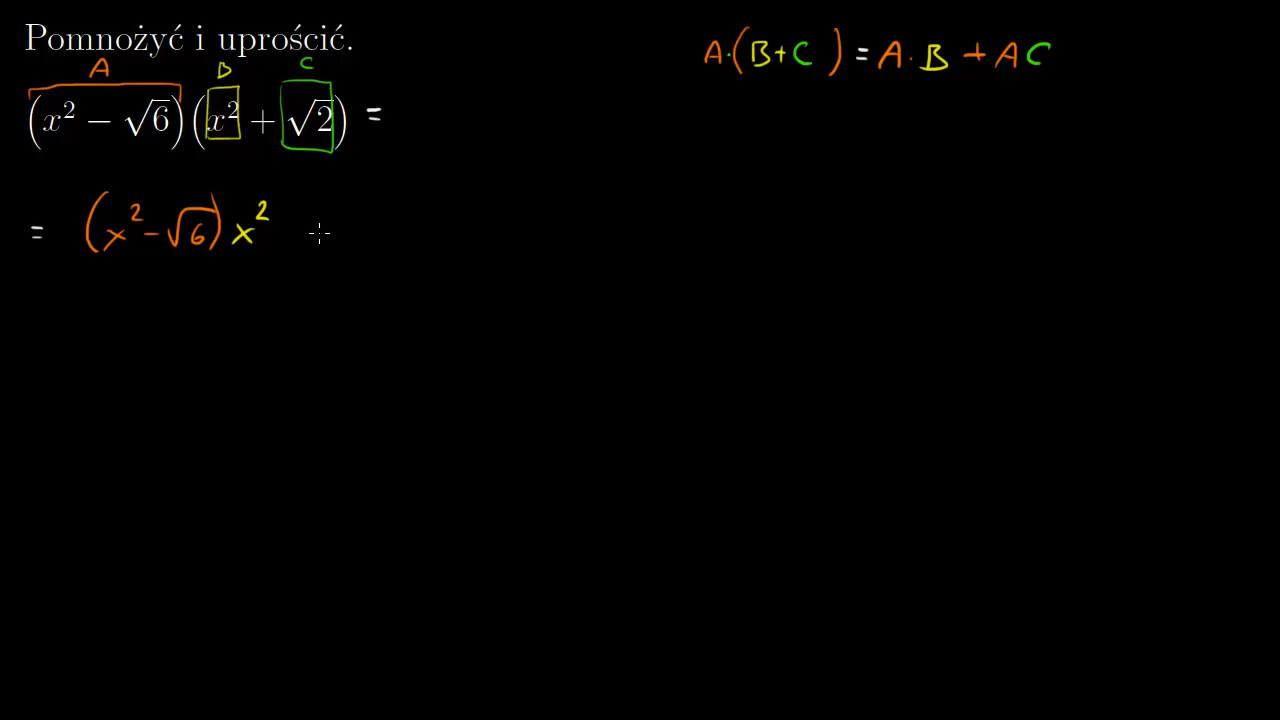 Pomnożyć i uprościć.
A·(B+C) = A·B + AC
A B C
(x² − √6)(x² + √2) =
= (x² − √6) x²